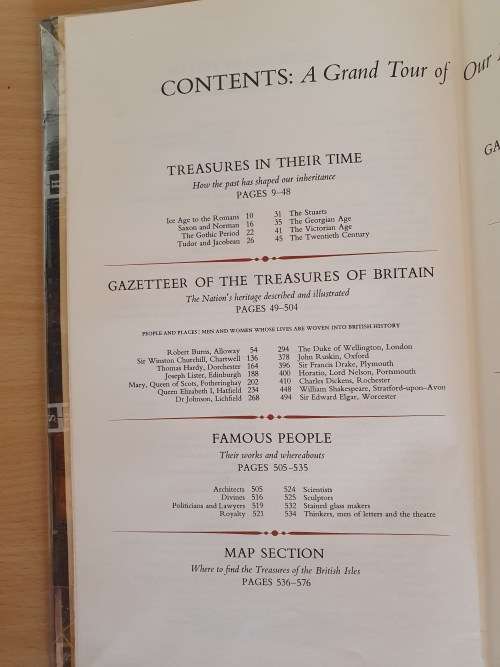 CONTENTS: A Grand Tour of Our
GA
TREASURES IN THEIR TIME
How the past has shaped our inheritance
PAGES 9–48
Ice Age to the Romans 10 31 The Stuarts
Saxon and Norman 16 35 The Georgian Age
The Gothic Period 22 41 The Victorian Age
Tudor and Jacobean 26 45 The Twentieth Century
GAZETTEER OF THE TREASURES OF BRITAIN
The Nation's heritage described and illustrated
PAGES 49–504
PEOPLE AND PLACES: MEN AND WOMEN WHOSE LIVES ARE WOVEN INTO BRITISH HISTORY
Robert Burns, Alloway 54 294 The Duke of Wellington, London
Sir Winston Churchill, Chartwell 136 378 John Ruskin, Oxford
Thomas Hardy, Dorchester 164 396 Sir Francis Drake, Plymouth
Joseph Lister, Edinburgh 188 400 Horatio, Lord Nelson, Portsmouth
Mary, Queen of Scots, Fotheringhay 202 410 Charles Dickens, Rochester
Queen Elizabeth I, Hatfield 234 448 William Shakespeare, Stratford-upon-Avon
Dr Johnson, Lichfield 268 494 Sir Edward Elgar, Worcester
FAMOUS PEOPLE
Their works and whereabouts
PAGES 505–535
Architects 505 524 Scientists
Divines 516 525 Sculptors
Politicians and Lawyers 519 532 Stained glass makers
Royalty 521 534 Thinkers, men of letters and the theatre
MAP SECTION
Where to find the Treasures of the British Isles
PAGES 536–576